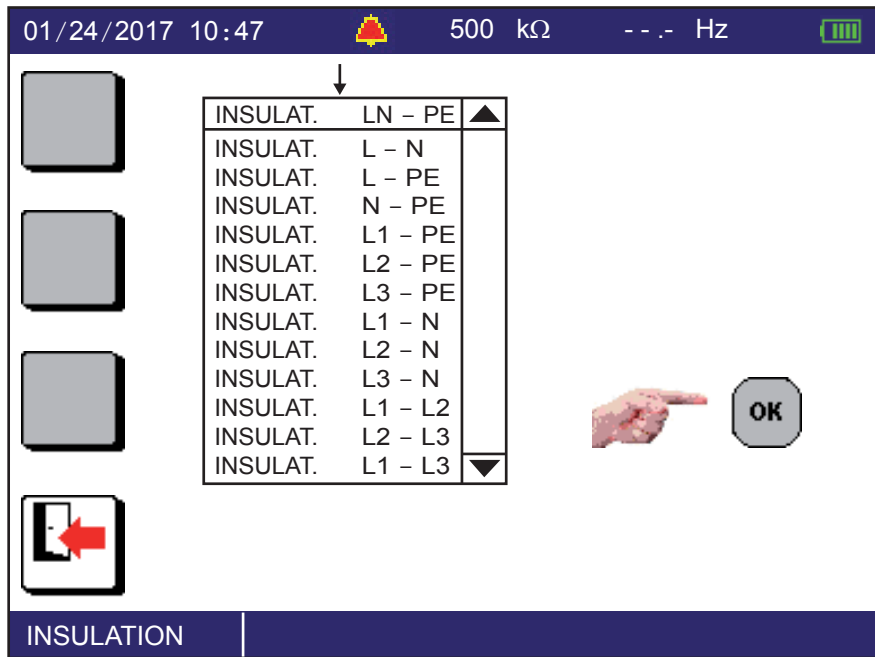 01/24/2017 10:47 500 kΩ - - .- Hz
INSULAT. LN – PE
INSULAT. L – N
INSULAT. L – PE
INSULAT. N – PE
INSULAT. L1 – PE
INSULAT. L2 – PE
INSULAT. L3 – PE
INSULAT. L1 – N
INSULAT. L2 – N
INSULAT. L3 – N
INSULAT. L1 – L2
INSULAT. L2 – L3
INSULAT. L1 – L3
OK
INSULATION